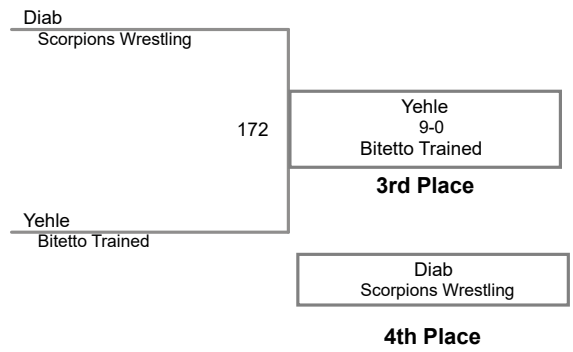 Diab
Scorpions Wrestling
172
Yehle
9-0
Bitetto Trained
3rd Place
Yehle
Bitetto Trained
Diab
Scorpions Wrestling
4th Place